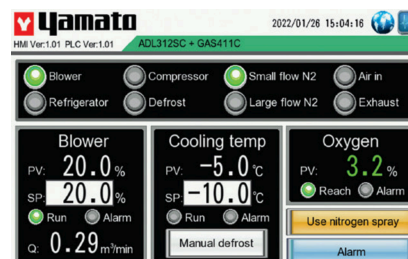 yamato 2022/01/26 15:04:16
HMI Ver:1.01 PLC Ver:1.01 ADL312SC + GAS411C
Blower Compressor Small flow N2 Air in
Refrigerator Defrost Large flow N2 Exhaust
Blower Cooling temp Oxygen
PV: 20.0 % PV: -5.0 ℃ PV: 3.2 %
SP: 20.0 % SP: -10.0 ℃ Reach Alarm
Run Alarm Run Alarm Use nitrogen spray
Q: 0.29 m³/min Manual defrost Alarm